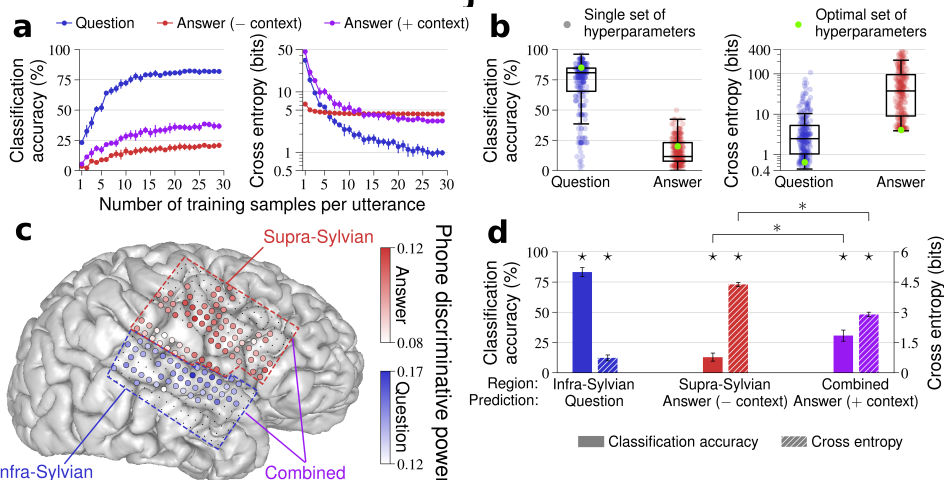 a
Question
Answer (− context)
Answer (+ context)
Classification
accuracy (%)
100
75
50
25
0
1 5 10 15 20 25 30
Cross entropy (bits)
50
10
5
1
0.5
1 5 10 15 20 25 30
Number of training samples per utterance
b
Single set of
hyperparameters
Optimal set of
hyperparameters
Classification
accuracy (%)
100
75
50
25
0
Question Answer
Cross entropy (bits)
400
100
10
1
0.4
Question Answer
c
Supra-Sylvian
nfra-Sylvian
Combined
0.12
Answer
0.08
0.17
Question
0.12
Phone discriminative power
d
*
*
Classification
accuracy (%)
100
75
50
25
0
★ ★ ★ ★ ★ ★
6
4.5
3
1.5
0
Cross entropy (bits)
Region: Infra-Sylvian Supra-Sylvian Combined
Prediction: Question Answer (− context) Answer (+ context)
Classification accuracy
Cross entropy